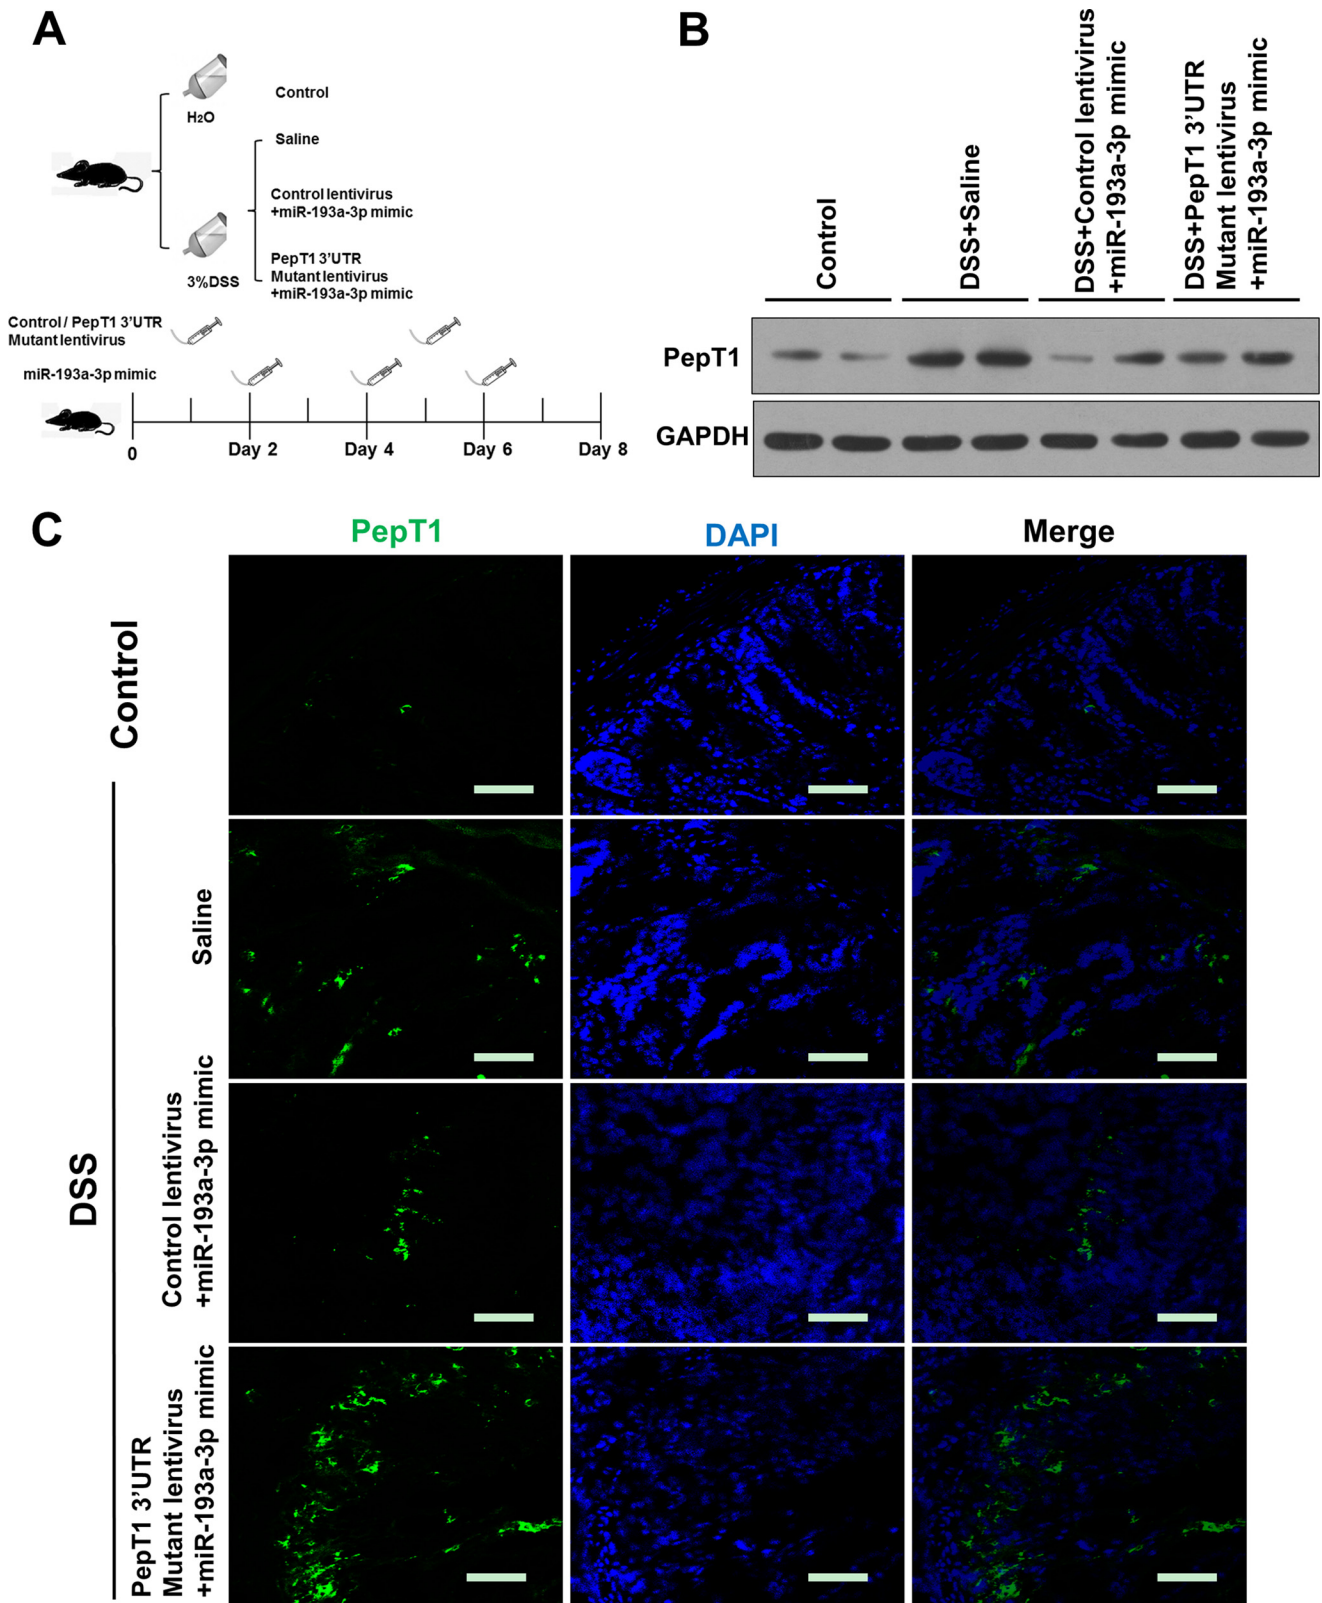 A
H2O
Control
Saline
Control lentivirus
+miR-193a-3p mimic
PepT1 3'UTR
Mutant lentivirus
+miR-193a-3p mimic
3%DSS
Control / PepT1 3'UTR
Mutant lentivirus
miR-193a-3p mimic
0
Day 2
Day 4
Day 6
Day 8
B
Control
DSS+Saline
DSS+Control lentivirus
+miR-193a-3p mimic
DSS+PepT1 3'UTR
Mutant lentivirus
+miR-193a-3p mimic
PepT1
GAPDH
C
PepT1
DAPI
Merge
Control
DSS
Saline
Control lentivirus
+miR-193a-3p mimic
PepT1 3'UTR
Mutant lentivirus
+miR-193a-3p mimic